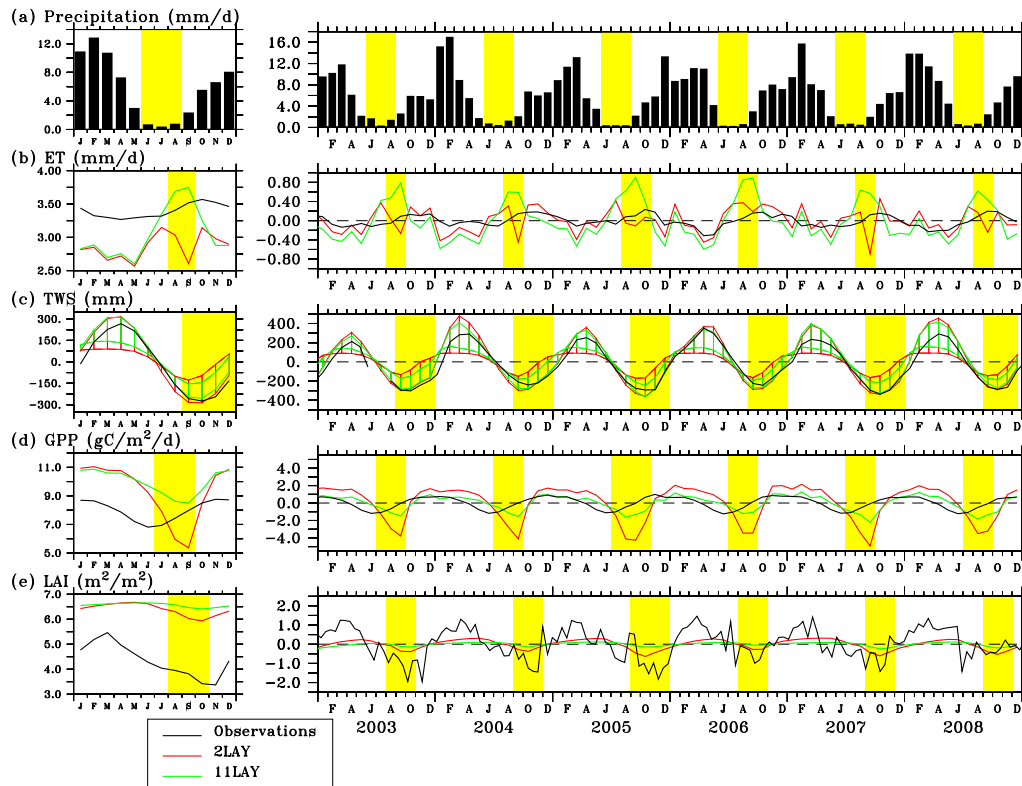 (a) Precipitation (mm/d)
12.0
8.0
4.0
0.0
J F M A M J J A S O N D
16.0
12.0
8.0
4.0
0.0
F A J A O D F A J A O D F A J A O D F A J A O D F A J A O D F A J A O D
(b) ET (mm/d)
4.00
3.50
3.00
2.50
J F M A M J J A S O N D
0.80
0.40
0.00
-0.40
-0.80
F A J A O D F A J A O D F A J A O D F A J A O D F A J A O D F A J A O D
(c) TWS (mm)
300.
150.
0.
-150.
-300.
J F M A M J J A S O N D
400.
200.
0.
-200.
-400.
F A J A O D F A J A O D F A J A O D F A J A O D F A J A O D F A J A O D
(d) GPP (gC/m²/d)
11.0
9.0
7.0
5.0
J F M A M J J A S O N D
4.0
2.0
0.0
-2.0
-4.0
F A J A O D F A J A O D F A J A O D F A J A O D F A J A O D F A J A O D
(e) LAI (m²/m²)
7.0
6.0
5.0
4.0
3.0
J F M A M J J A S O N D
2.0
1.0
0.0
-1.0
-2.0
F A J A O D F A J A O D F A J A O D F A J A O D F A J A O D F A J A O D
2003 2004 2005 2006 2007 2008
Observations
2LAY
11LAY